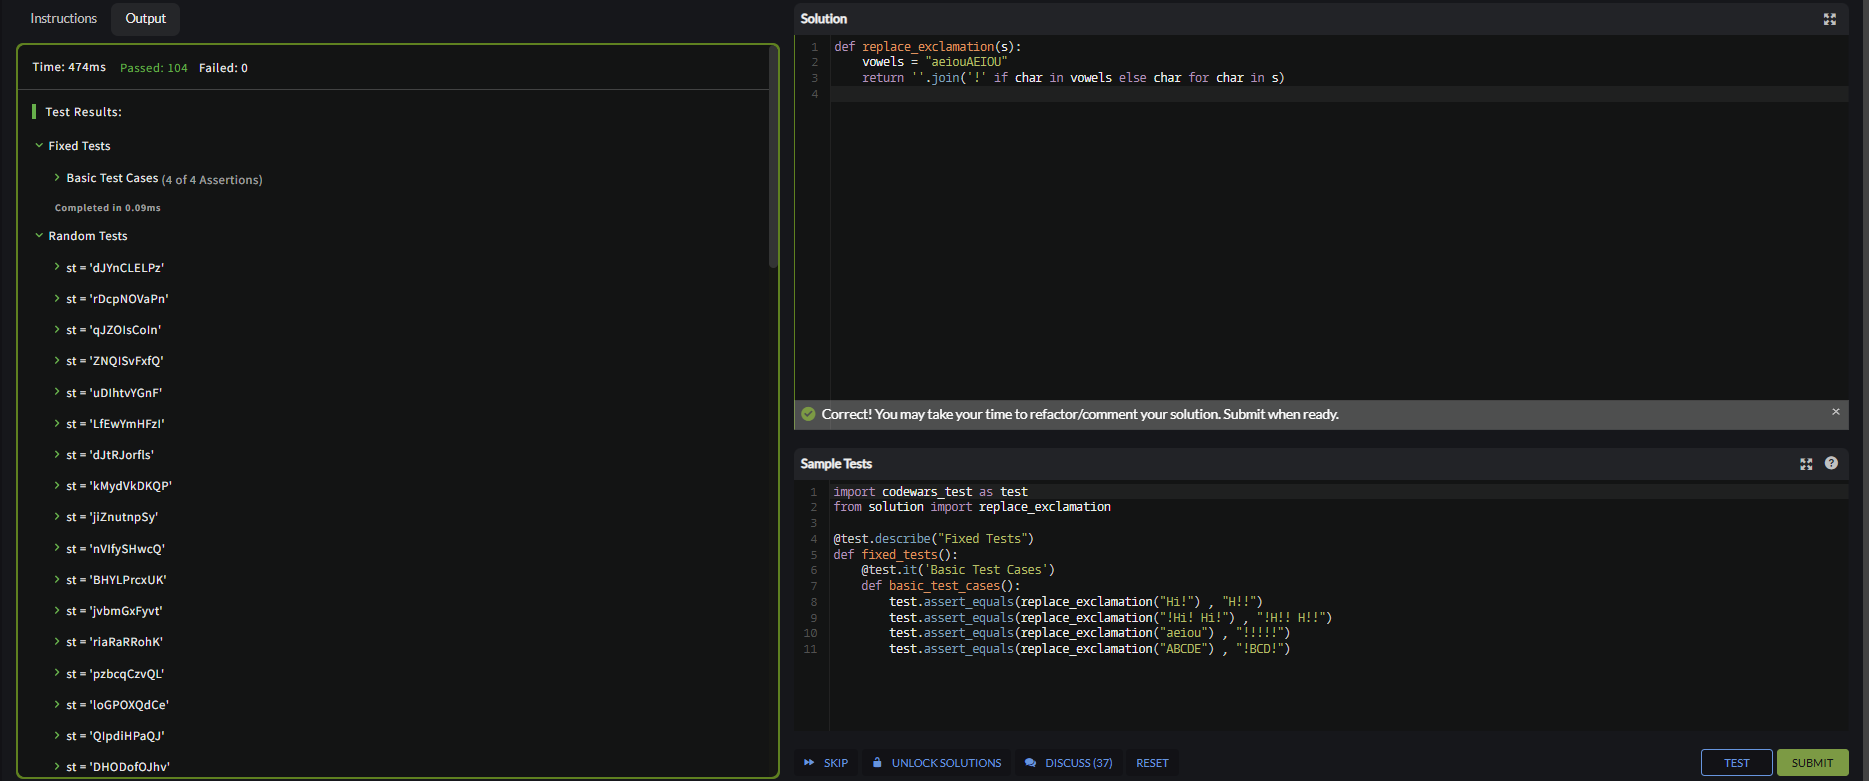 Instructions Output
Time: 474ms Passed: 104 Failed: 0
Test Results:
Fixed Tests
Basic Test Cases (4 of 4 Assertions)
Completed in 0.09ms
Random Tests
st = 'dJYnCLELPz'
st = 'rDcpNOVaPn'
st = 'qJZOIsCoIn'
st = 'ZNQISvFxfQ'
st = 'uDIhtvYGnF'
st = 'LfEwYmHFzI'
st = 'dJtRJorfls'
st = 'kMydVkDKQP'
st = 'jiZnutnpSy'
st = 'nVIfySHwcQ'
st = 'BHYLPrcxUK'
st = 'jvbmGxFyvt'
st = 'riaRaRRohK'
st = 'pzbcqCzvQL'
st = 'loGPOXQdCe'
st = 'QIpdiHPaQJ'
st = 'DHODofOJhv'
Solution
1 def replace_exclamation(s):
2     vowels = "aeiouAEIOU"
3     return ''.join('!' if char in vowels else char for char in s)
4
Correct! You may take your time to refactor/comment your solution. Submit when ready. ×
Sample Tests ?
1 import codewars_test as test
2 from solution import replace_exclamation
3
4 @test.describe("Fixed Tests")
5 def fixed_tests():
6     @test.it('Basic Test Cases')
7     def basic_test_cases():
8         test.assert_equals(replace_exclamation("Hi!") , "H!!")
9         test.assert_equals(replace_exclamation("!Hi! Hi!") , "!H!! H!!")
10         test.assert_equals(replace_exclamation("aeiou") , "!!!!!")
11         test.assert_equals(replace_exclamation("ABCDE") , "!BCD!")
SKIP UNLOCK SOLUTIONS DISCUSS (37) RESET TEST SUBMIT